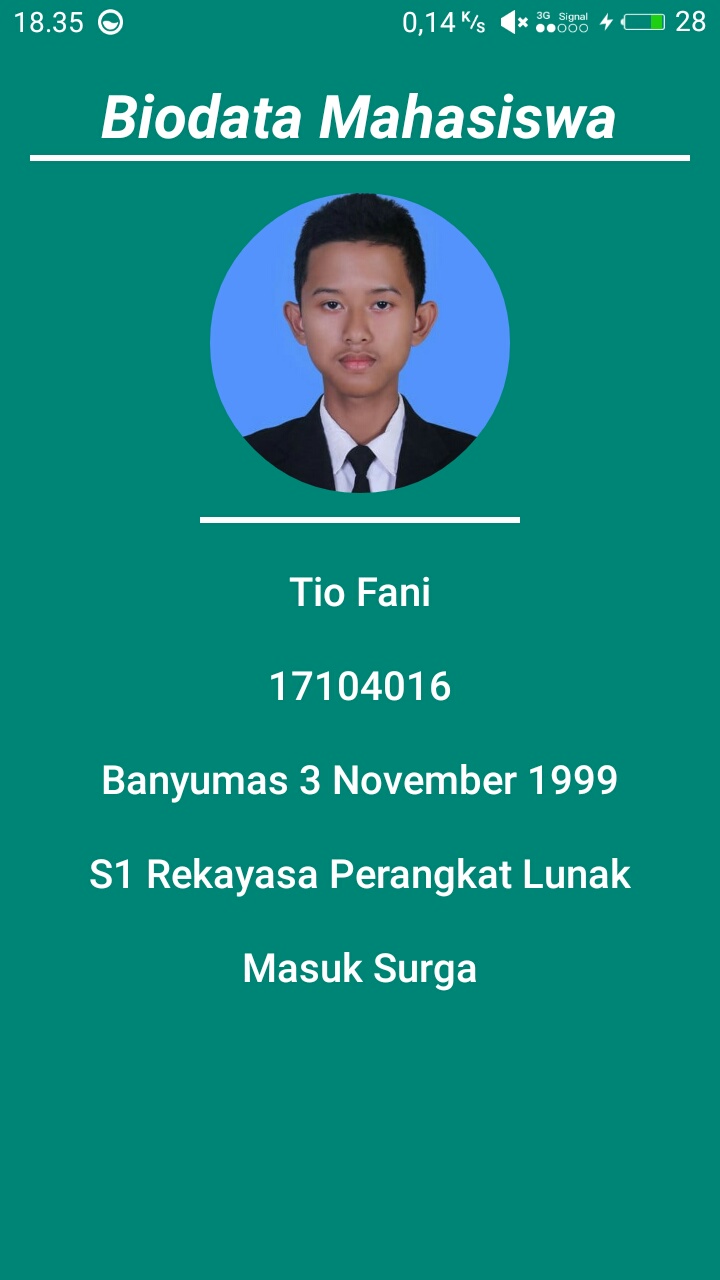 18.35 0,14 K/s 3G Signal 28
Biodata Mahasiswa
Tio Fani
17104016
Banyumas 3 November 1999
S1 Rekayasa Perangkat Lunak
Masuk Surga